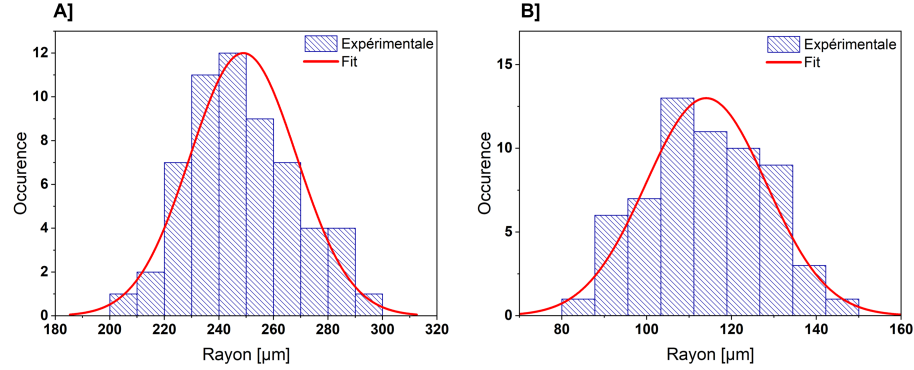 A]
Expérimentale
Fit
12
10
8
6
4
2
0
Occurence
180
200
220
240
260
280
300
320
Rayon [µm]
B]
Expérimentale
Fit
15
10
5
0
Occurence
80
100
120
140
160
Rayon [µm]